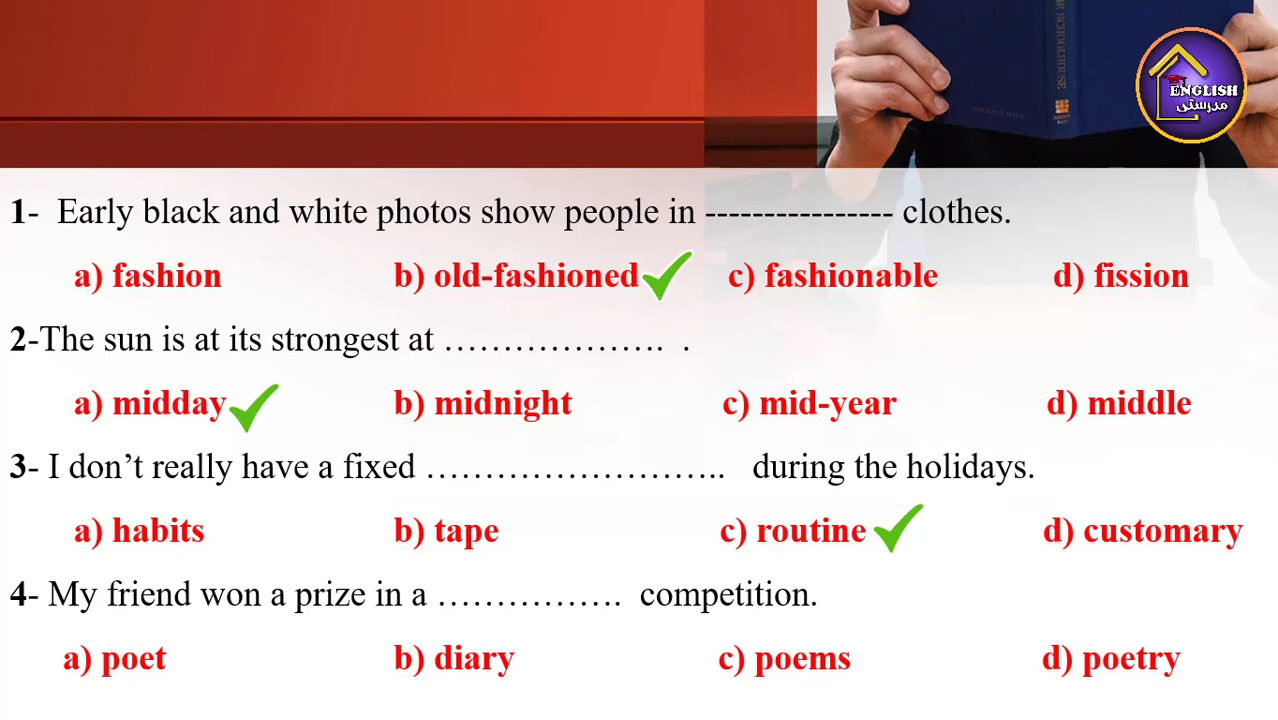 ENGLISH
مدرستى
1- Early black and white photos show people in ---------------- clothes.
a) fashion b) old-fashioned c) fashionable d) fission
2-The sun is at its strongest at ………………. .
a) midday b) midnight c) mid-year d) middle
3- I don’t really have a fixed …………………….. during the holidays.
a) habits b) tape c) routine d) customary
4- My friend won a prize in a ……………. competition.
a) poet b) diary c) poems d) poetry